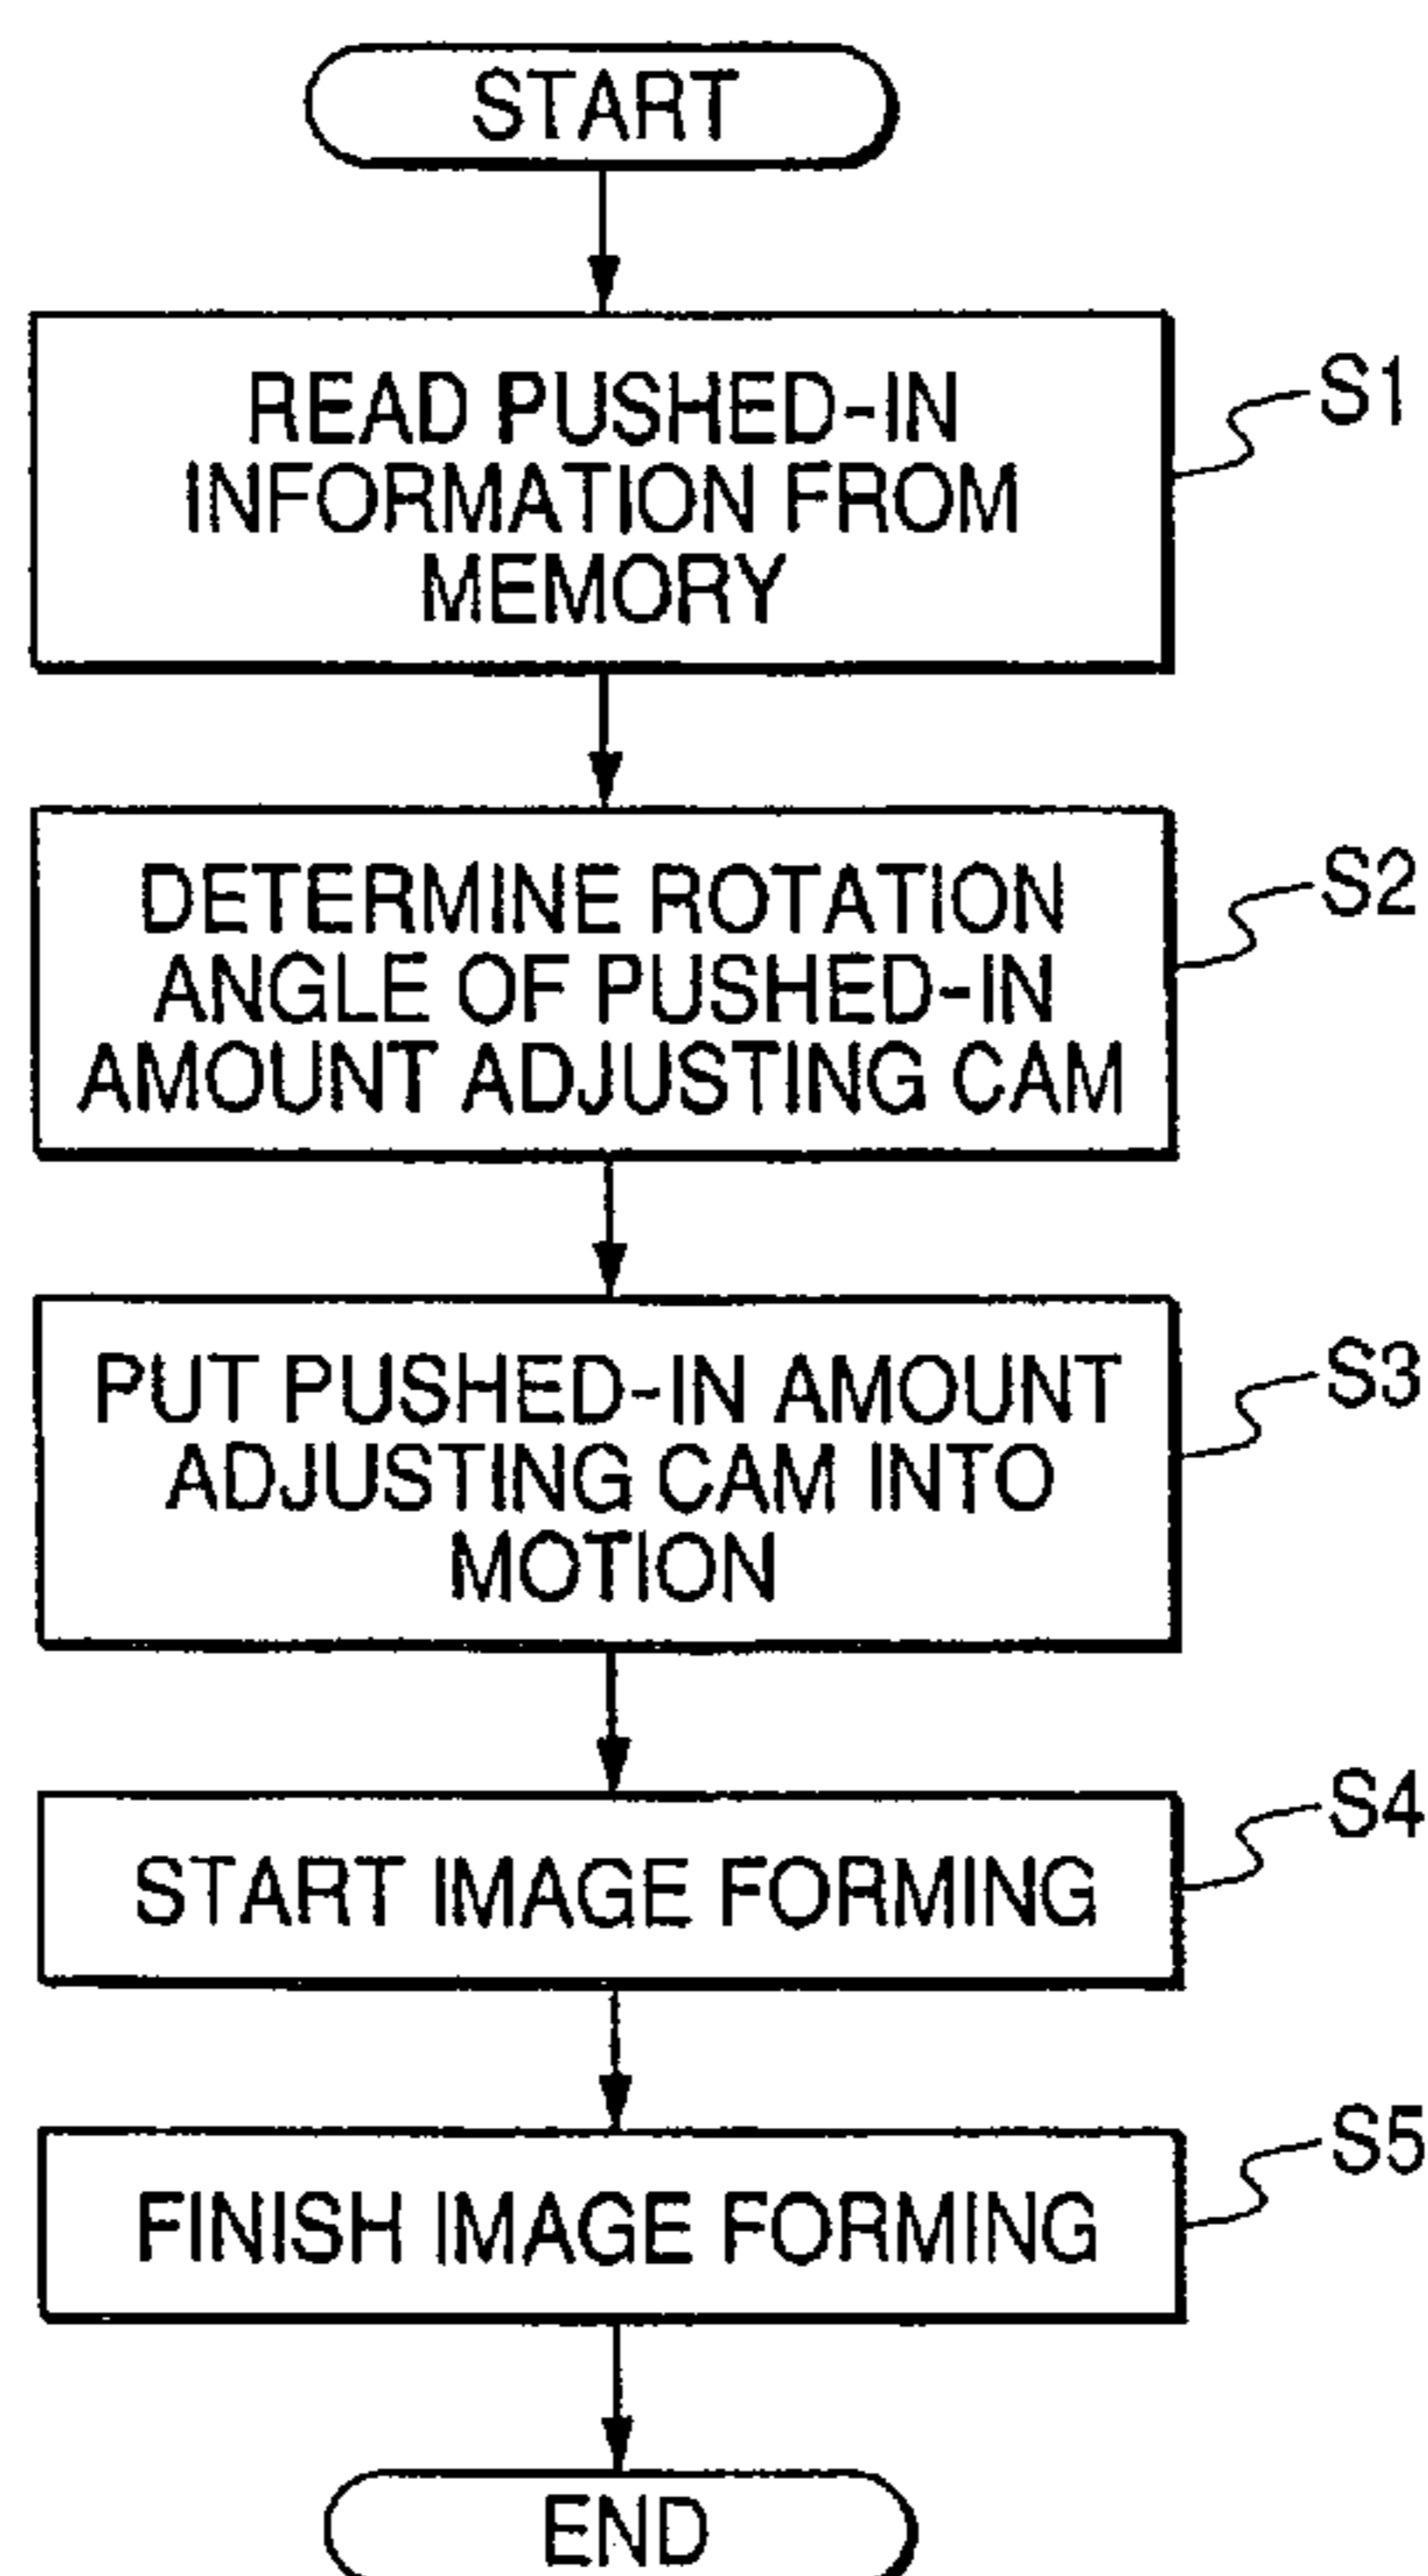 START
READ PUSHED-IN
INFORMATION FROM
MEMORY
S1
DETERMINE ROTATION
ANGLE OF PUSHED-IN
AMOUNT ADJUSTING CAM
S2
PUT PUSHED-IN AMOUNT
ADJUSTING CAM INTO
MOTION
S3
START IMAGE FORMING
S4
FINISH IMAGE FORMING
S5
END